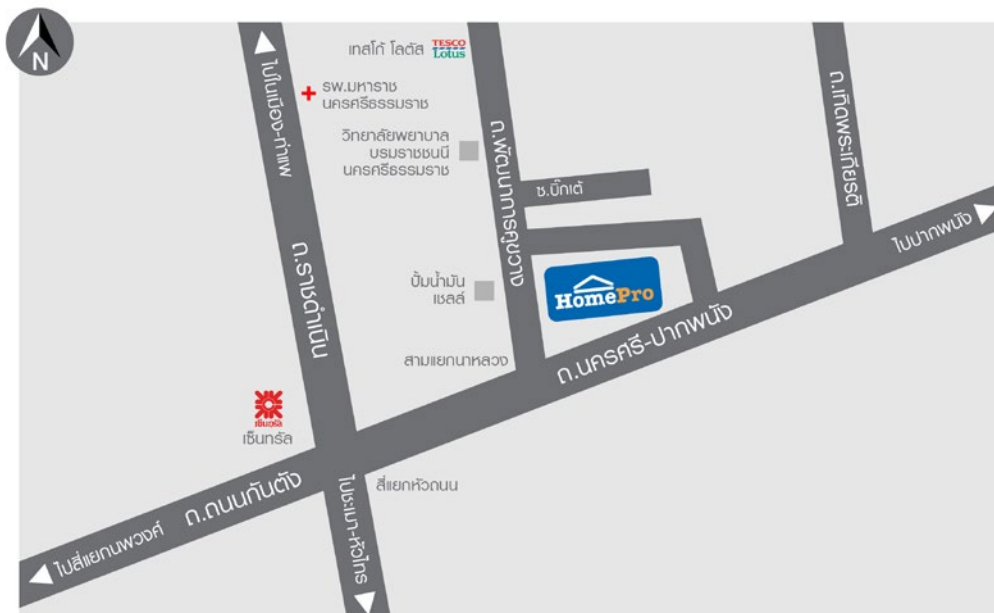 N
เทสโก้ โลตัส TESCO
Lotus
รพ.มหาราช
นครศรีธรรมราช
วิทยาลัยพยาบาล
บรมราชชนนี
นครศรีธรรมราช
ไปในเมือง-ท่าแพ
ถ.ราชดำเนิน
ถ.พัฒนาการคูขวาง
ซ.บิ๊กเต้
ถ.เทิดพระเกียรติ
ไปปากพนัง
ปั้มน้ำมัน
เชลล์
HomePro
สามแยกนาหลวง
ถ.นครศรี-ปากพนัง
เซ็นทรัล
เซ็นทรัล
สี่แยกหัวถนน
ถ.ถนนกันตัง
ไปสี่แยกนพวงศ์
ไปชะเมา-หัวไทร